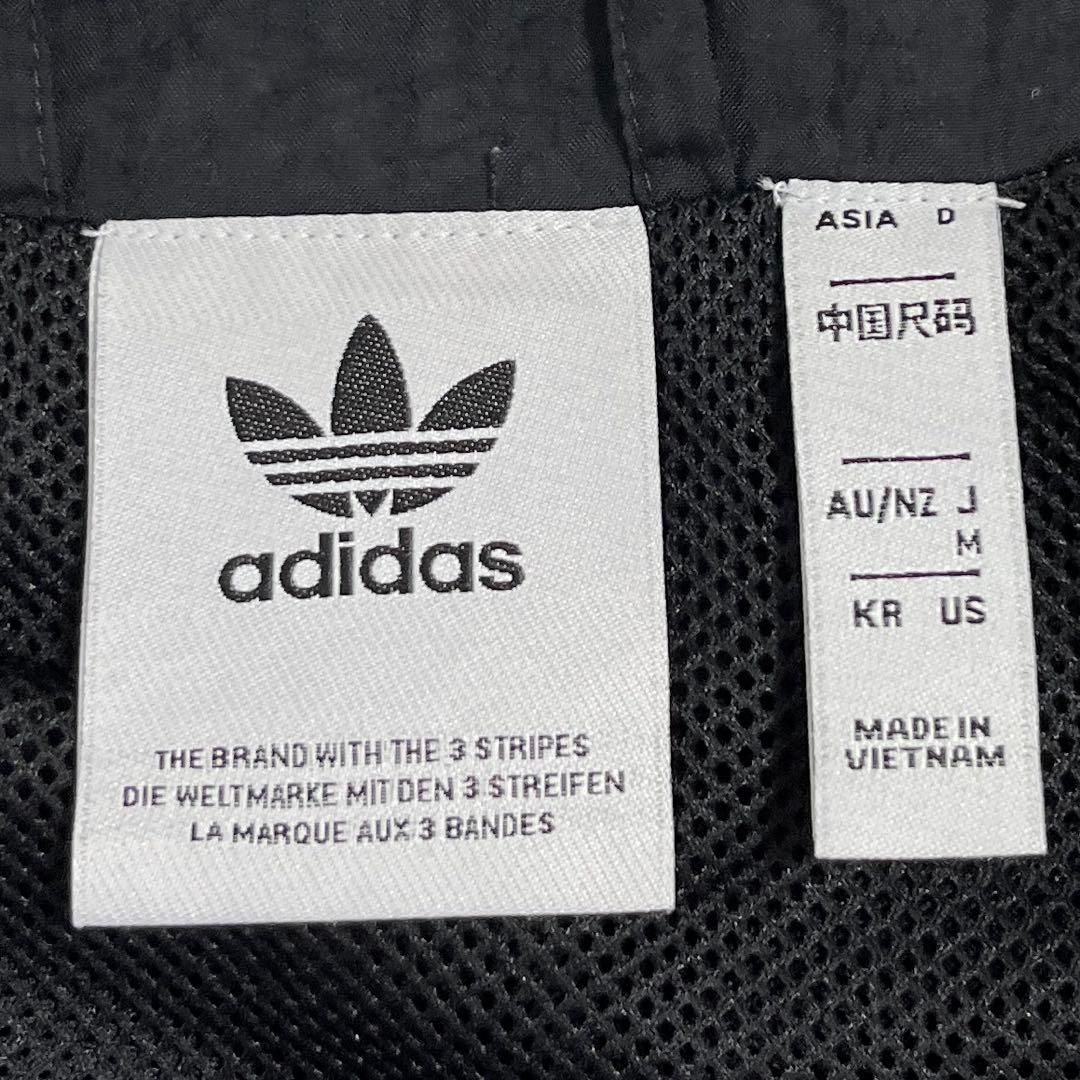 adidas
THE BRAND WITH THE 3 STRIPES
DIE WELTMARKE MIT DEN 3 STREIFEN
LA MARQUE AUX 3 BANDES
ASIA D
中国尺码
AU/NZ J
M
KR US
MADE IN
VIETNAM